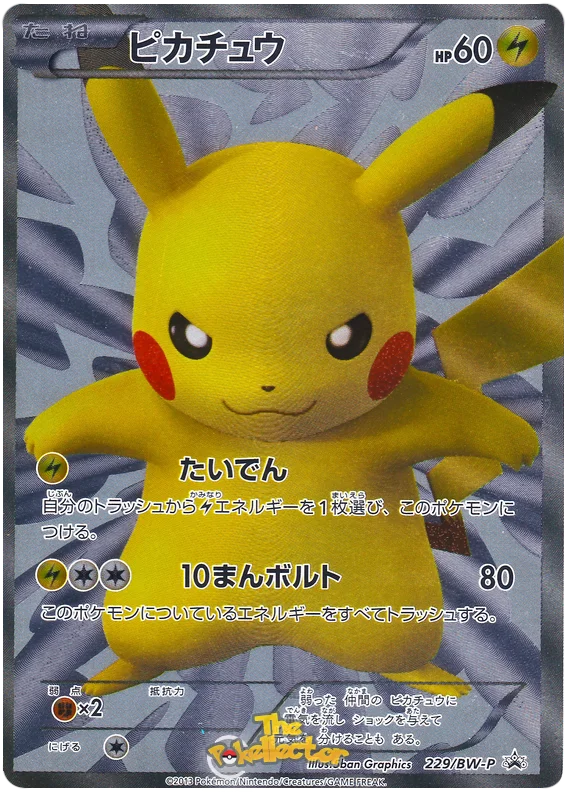 たね ピカチュウ HP60
たいでん
自分のトラッシュからエネルギーを1枚選び、このポケモンに
つける。
10まんボルト 80
このポケモンについているエネルギーをすべてトラッシュする。
弱点 抵抗力
×2
にげる
弱った 仲間の ピカチュウに
電気を流し ショックを与えて
分けることも ある。
The
Pokellector
Illus. Ban Graphics 229/BW-P
©2013 Pokémon/Nintendo/Creatures/GAME FREAK.